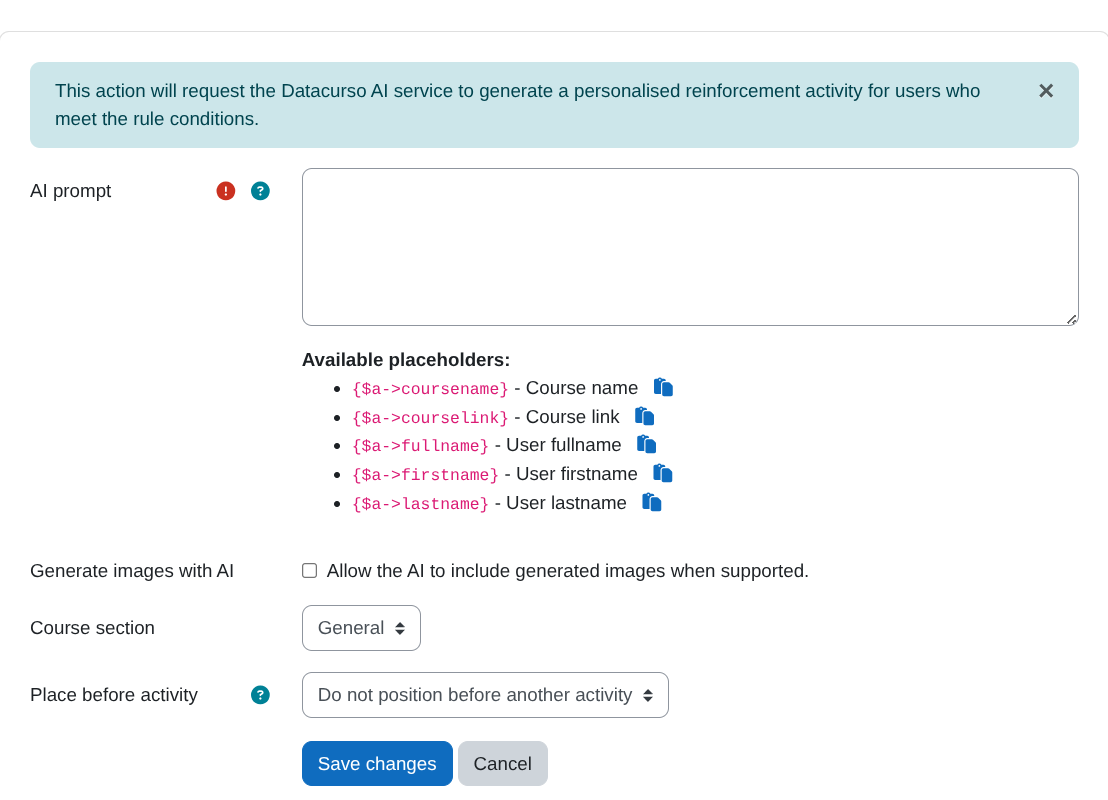 This action will request the Datacurso AI service to generate a personalised reinforcement activity for users who
meet the rule conditions.
AI prompt
Available placeholders:
{$a->coursename} - Course name
{$a->courselink} - Course link
{$a->fullname} - User fullname
{$a->firstname} - User firstname
{$a->lastname} - User lastname
Generate images with AI
Allow the AI to include generated images when supported.
Course section
General
Place before activity
Do not position before another activity
Save changes
Cancel